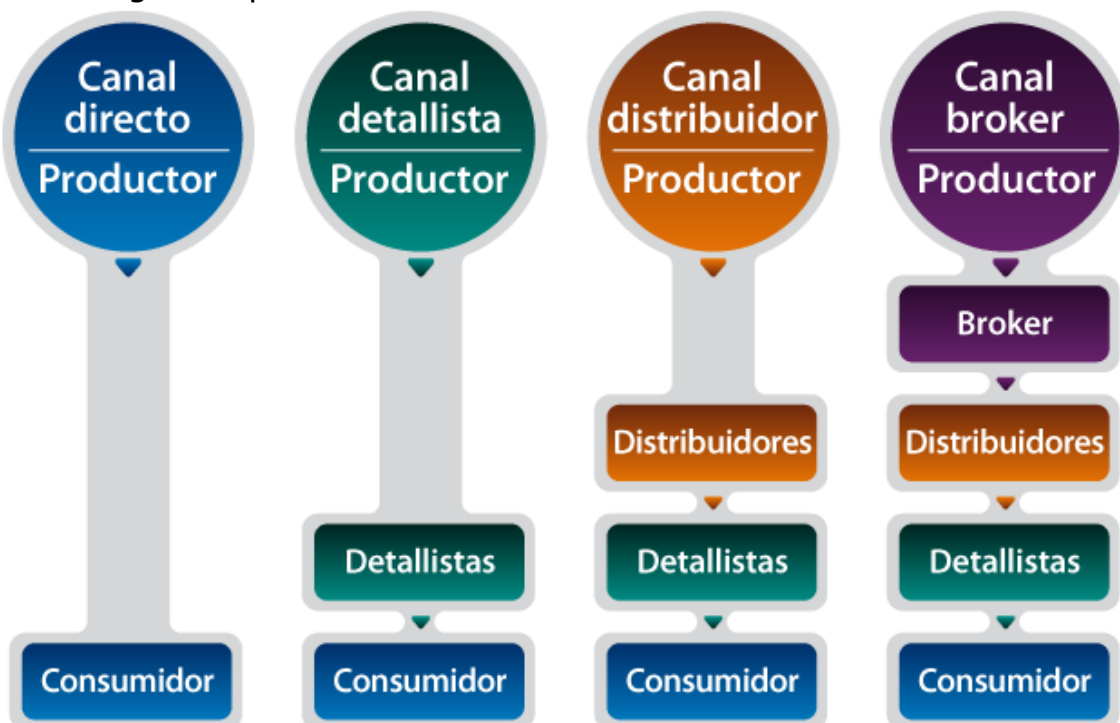 Canal
directo
Productor
Consumidor
Canal
detallista
Productor
Detallistas
Consumidor
Canal
distribuidor
Productor
Distribuidores
Detallistas
Consumidor
Canal
broker
Productor
Broker
Distribuidores
Detallistas
Consumidor